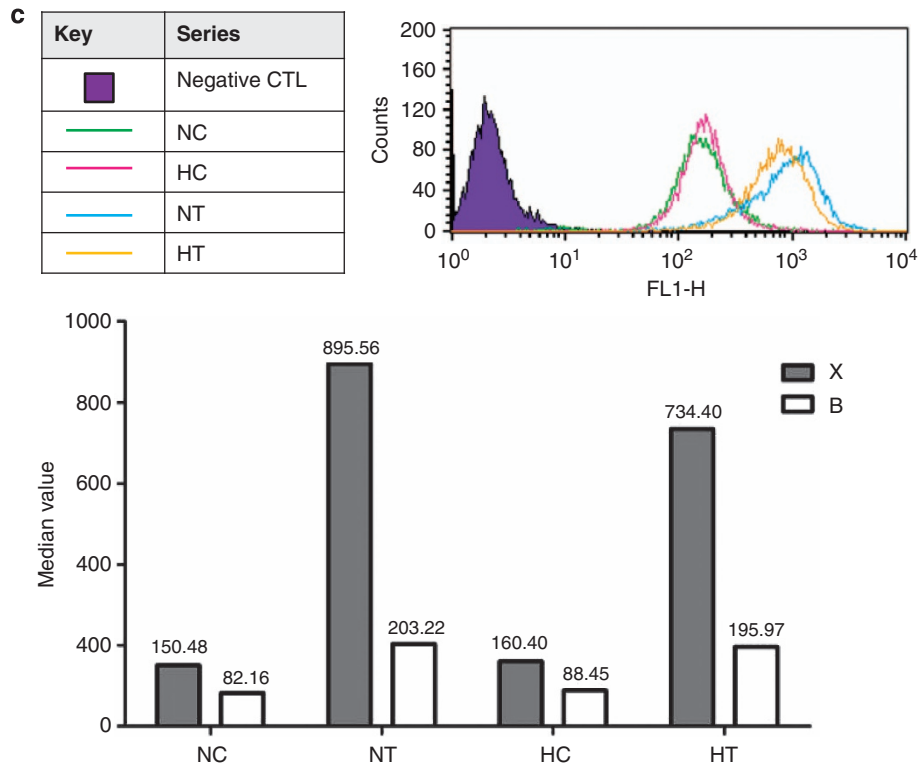 c
Key Series
Negative CTL
NC
HC
NT
HT
200
160
120
80
40
0
Counts
10^0 10^1 10^2 10^3 10^4
FL1-H
1000
800
600
400
400
0
Median value
895.56
734.40
150.48
82.16
203.22
160.40
88.45
195.97
X
B
NC NT HC HT